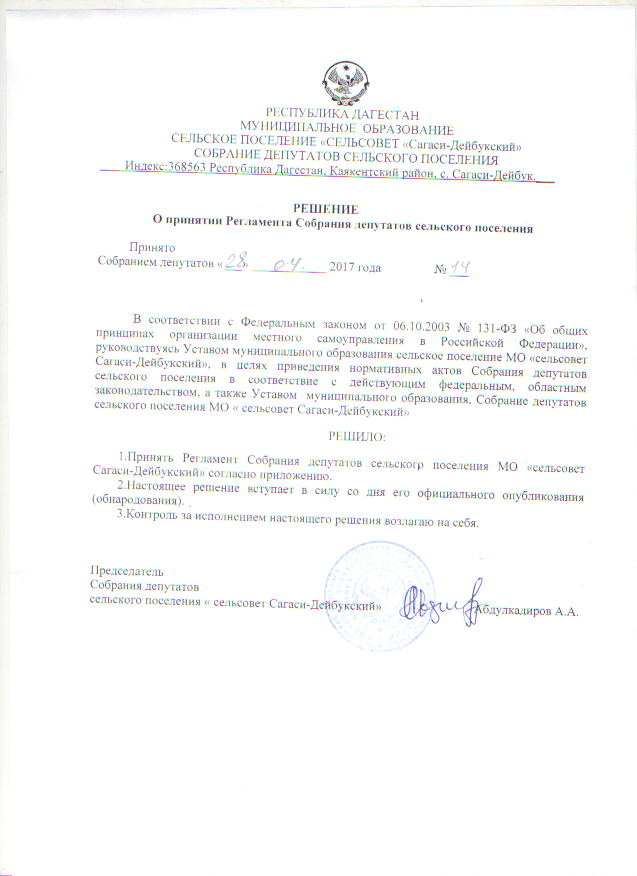 РЕСПУБЛИКА ДАГЕСТАН
МУНИЦИПАЛЬНОЕ ОБРАЗОВАНИЕ
СЕЛЬСКОЕ ПОСЕЛЕНИЕ «СЕЛЬСОВЕТ «Сагаси-Дейбукский»
СОБРАНИЕ ДЕПУТАТОВ СЕЛЬСКОГО ПОСЕЛЕНИЯ
Индекс:368563 Республика Дагестан, Каякентский район, с. Сагаси-Дейбук.
РЕШЕНИЕ
О принятии Регламента Собрания депутатов сельского поселения
Принято
Собранием депутатов «28» 04. 2017 года № 14
В соответствии с Федеральным законом от 06.10.2003 № 131-ФЗ «Об общих
принципах организации местного самоуправления в Российской Федерации»,
руководствуясь Уставом муниципального образования сельское поселение МО «сельсовет
Сагаси-Дейбукский», в целях приведения нормативных актов Собрания депутатов
сельского поселения в соответствие с действующим федеральным, областным
законодательством, а также Уставом муниципального образования, Собрание депутатов
сельского поселения МО « сельсовет Сагаси-Дейбукский»
РЕШИЛО:
1.Принять Регламент Собрания депутатов сельского поселения МО «сельсовет
Сагаси-Дейбукский» согласно приложению.
2.Настоящее решение вступает в силу со дня его официального опубликования
(обнародования).
3.Контроль за исполнением настоящего решения возлагаю на себя.
Председатель
Собрания депутатов
сельского поселения « сельсовет Сагаси-Дейбукский» Абдулкадиров А.А.